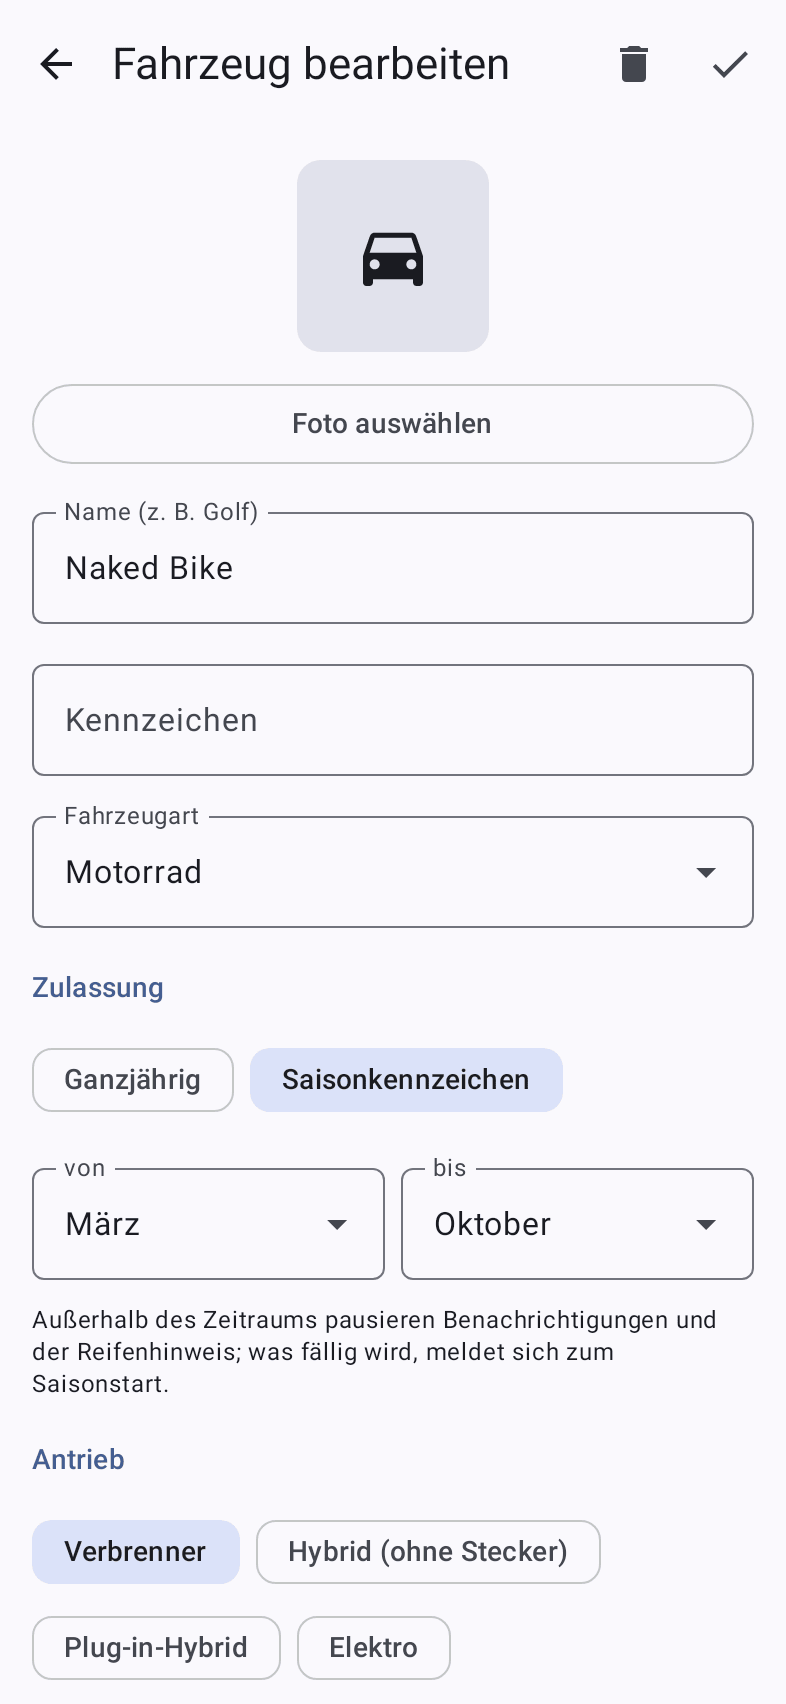 Fahrzeug bearbeiten
Foto auswählen
Name (z. B. Golf)
Naked Bike
Kennzeichen
Fahrzeugart
Motorrad
Zulassung
Ganzjährig
Saisonkennzeichen
von
März
bis
Oktober
Außerhalb des Zeitraums pausieren Benachrichtigungen und
der Reifenhinweis; was fällig wird, meldet sich zum
Saisonstart.
Antrieb
Verbrenner
Hybrid (ohne Stecker)
Plug-in-Hybrid
Elektro